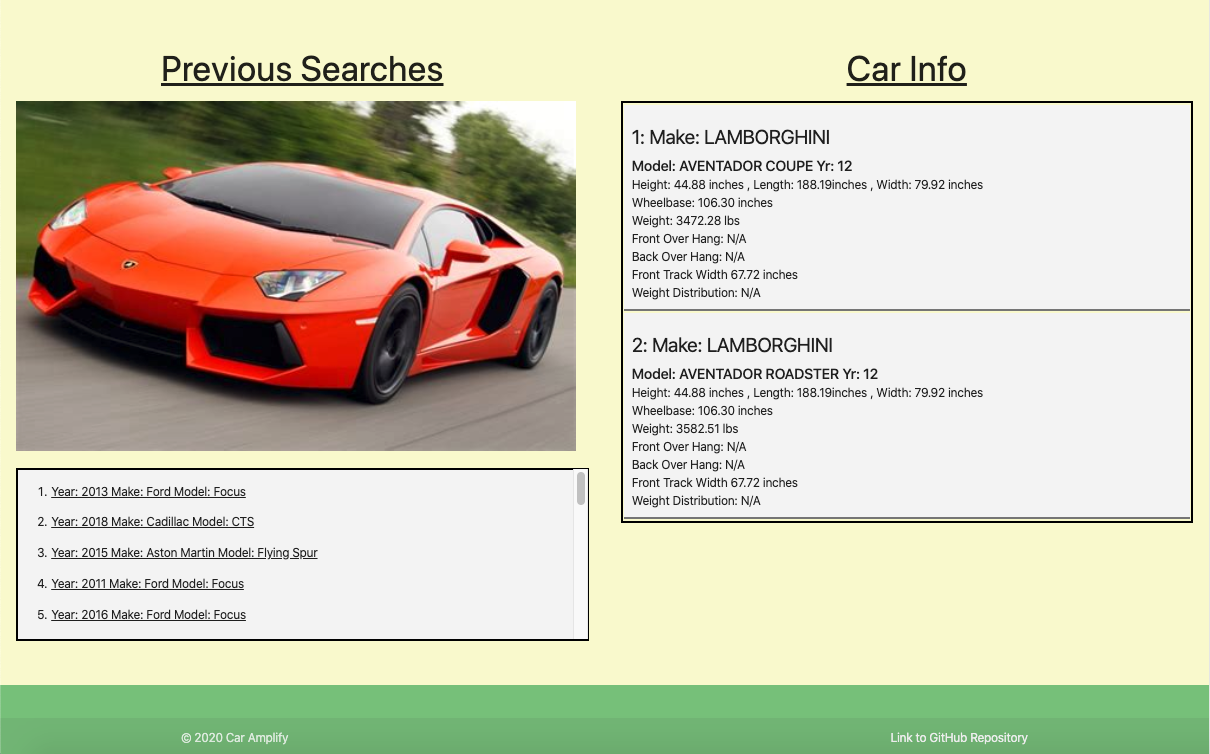 Previous Searches
1. Year: 2013 Make: Ford Model: Focus
2. Year: 2018 Make: Cadillac Model: CTS
3. Year: 2015 Make: Aston Martin Model: Flying Spur
4. Year: 2011 Make: Ford Model: Focus
5. Year: 2016 Make: Ford Model: Focus
Car Info
1: Make: LAMBORGHINI
Model: AVENTADOR COUPE Yr: 12
Height: 44.88 inches , Length: 188.19inches , Width: 79.92 inches
Wheelbase: 106.30 inches
Weight: 3472.28 lbs
Front Over Hang: N/A
Back Over Hang: N/A
Front Track Width 67.72 inches
Weight Distribution: N/A
2: Make: LAMBORGHINI
Model: AVENTADOR ROADSTER Yr: 12
Height: 44.88 inches , Length: 188.19inches , Width: 79.92 inches
Wheelbase: 106.30 inches
Weight: 3582.51 lbs
Front Over Hang: N/A
Back Over Hang: N/A
Front Track Width 67.72 inches
Weight Distribution: N/A
© 2020 Car Amplify
Link to GitHub Repository